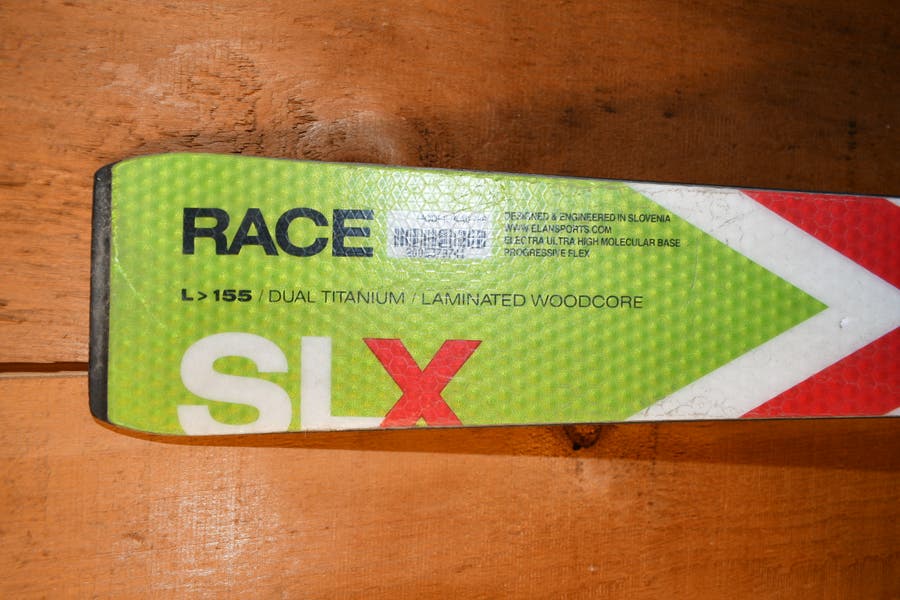 RACE
DESIGNED & ENGINEERED IN SLOVENIA
WWW.ELANSPORTS.COM
ELECTRA ULTRA HIGH MOLECULAR BASE
PROGRESSIVE FLEX
L > 155 / DUAL TITANIUM / LAMINATED WOODCORE
SLX